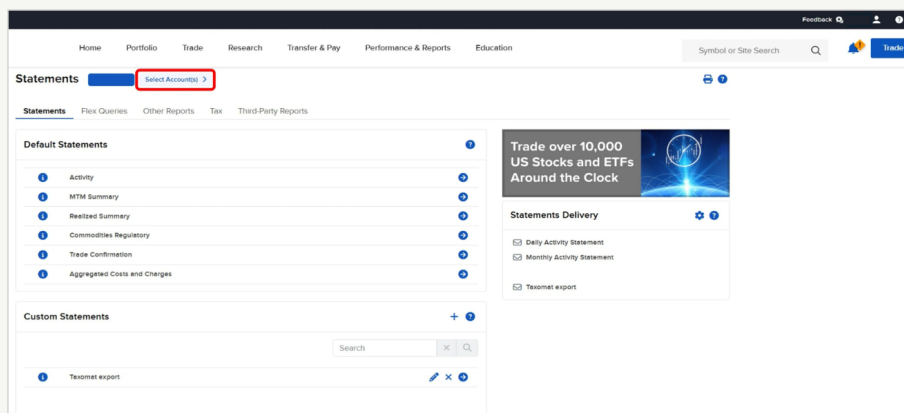 Feedback
Home Portfolio Trade Research Transfer & Pay Performance & Reports Education Symbol or Site Search Trade
Statements Select Account(s)
Statements Flex Queries Other Reports Tax Third-Party Reports
Default Statements
Activity
MTM Summary
Realized Summary
Commodities Regulatory
Trade Confirmation
Aggregated Costs and Charges
Custom Statements
Search
Taxomat export
Trade over 10,000
US Stocks and ETFs
Around the Clock
Statements Delivery
Daily Activity Statement
Monthly Activity Statement
Taxomat export